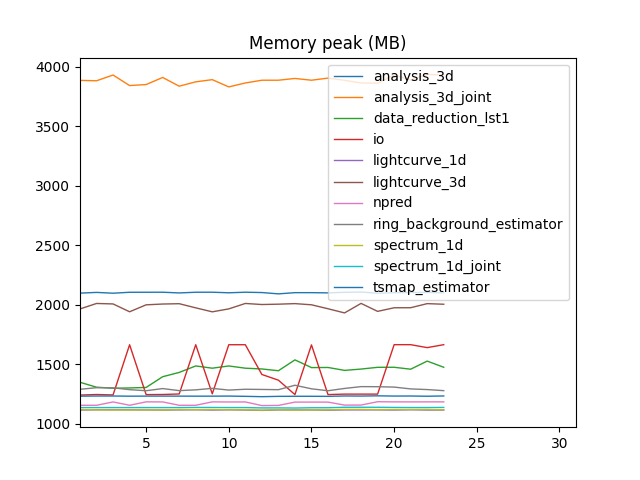 Memory peak (MB)
4000
3500
3000
2500
2000
1500
1000
5
10
15
20
25
30
analysis_3d
analysis_3d_joint
data_reduction_lst1
io
lightcurve_1d
lightcurve_3d
npred
ring_background_estimator
spectrum_1d
spectrum_1d_joint
tsmap_estimator